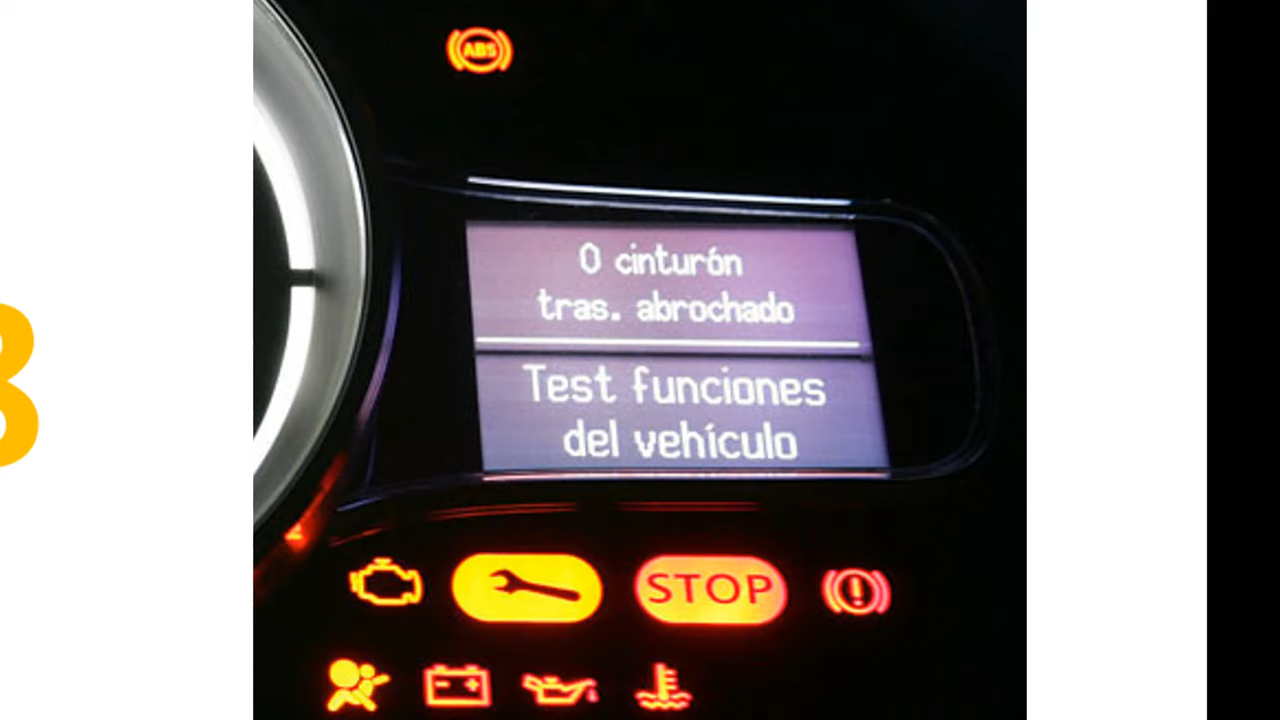 ABS
0 cinturón
tras. abrochado
Test funciones
del vehículo
STOP